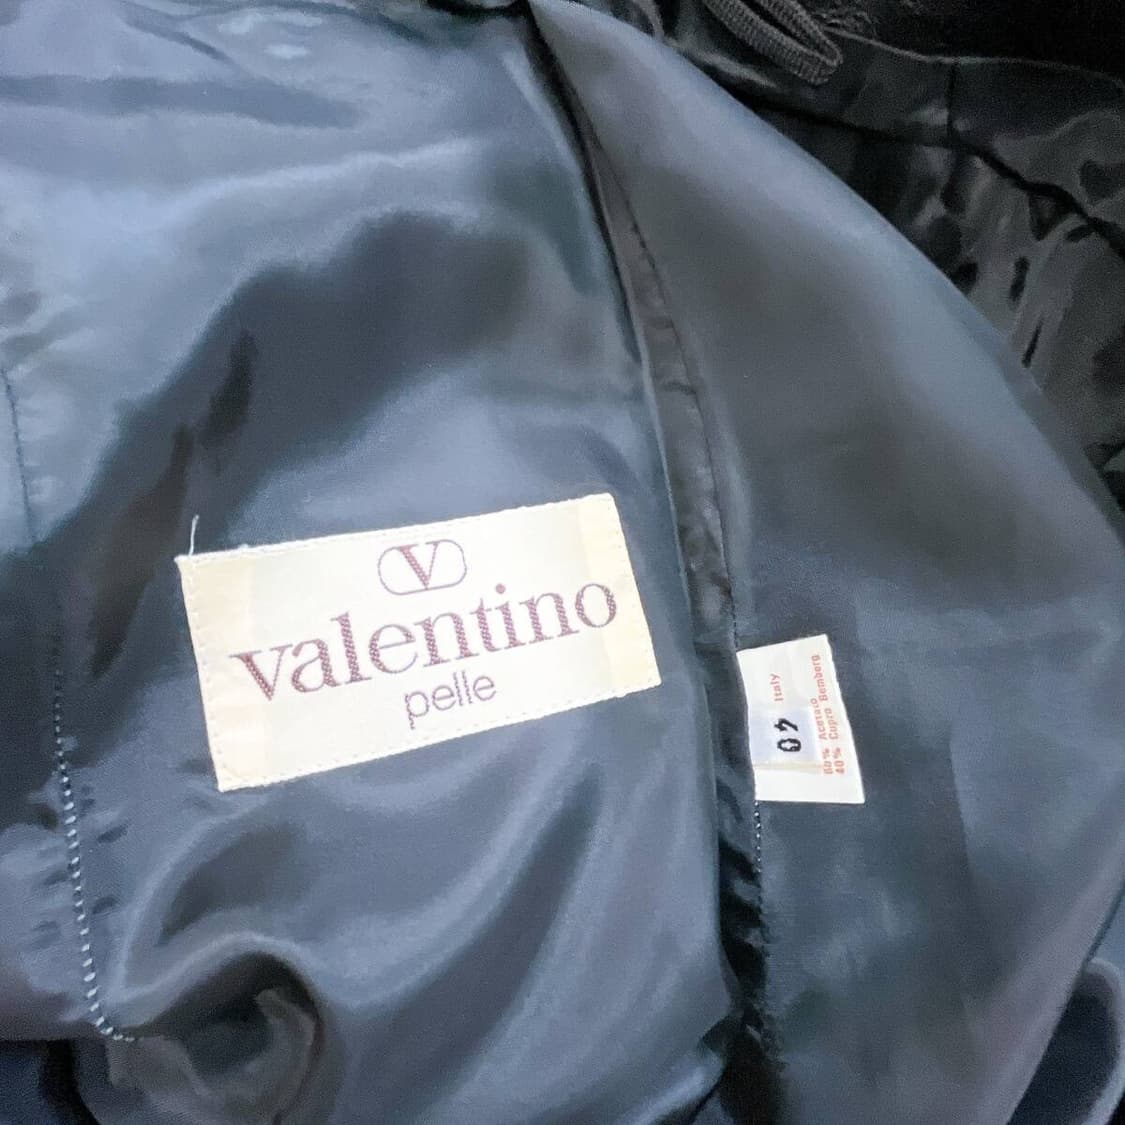 V
valentino
pelle
Italy
40
60% Acetato
40% Cupro Bemberg